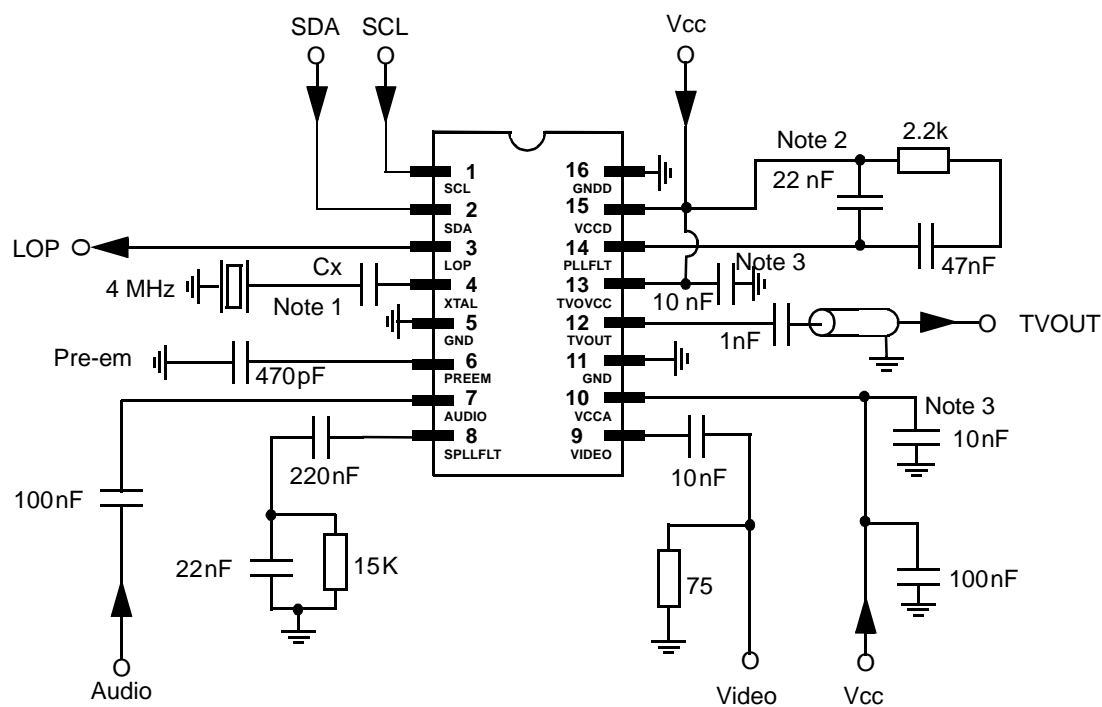 SDA SCL Vcc
Note 2 2.2k
1 16
SCL GNDD 22 nF
2 15
SDA VCCD
LOP 3 14
LOP PLLFLT 47nF
Note 3
4 MHz Cx 4 13
Note 1 XTAL TVOVCC 10 nF
5 12 TVOUT
GND TVOUT 1nF
Pre-em 6 11
470pF PREEM GND
7 10 Note 3
AUDIO VCCA
8 9 10nF
SPLLFLT VIDEO
220nF 10nF
100nF
22nF 15K 75 100nF
Audio Video Vcc